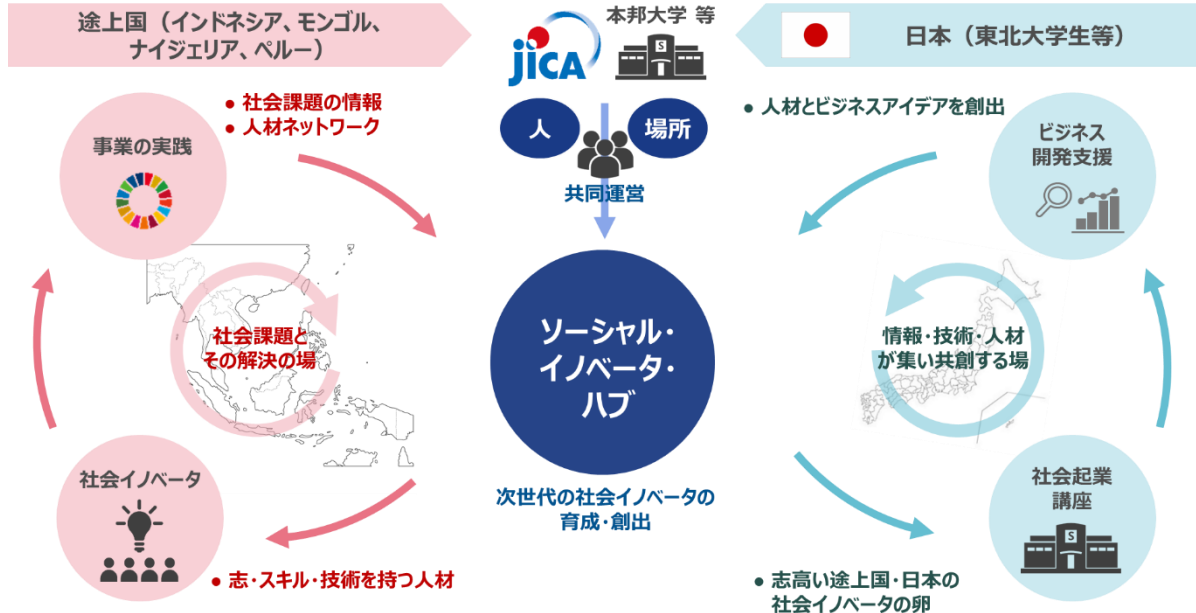 途上国（インドネシア、モンゴル、
ナイジェリア、ペルー）
● 社会課題の情報
● 人材ネットワーク
事業の実践
社会課題と
その解決の場
社会イノベータ
● 志・スキル・技術を持つ人材
jica
本邦大学 等
S
人
場所
共同運営
ソーシャル・
イノベータ・
ハブ
次世代の社会イノベータの
育成・創出
日本（東北大学生等）
● 人材とビジネスアイデアを創出
ビジネス
開発支援
情報・技術・人材
が集い共創する場
社会起業
講座
S
● 志高い途上国・日本の
社会イノベータの卵